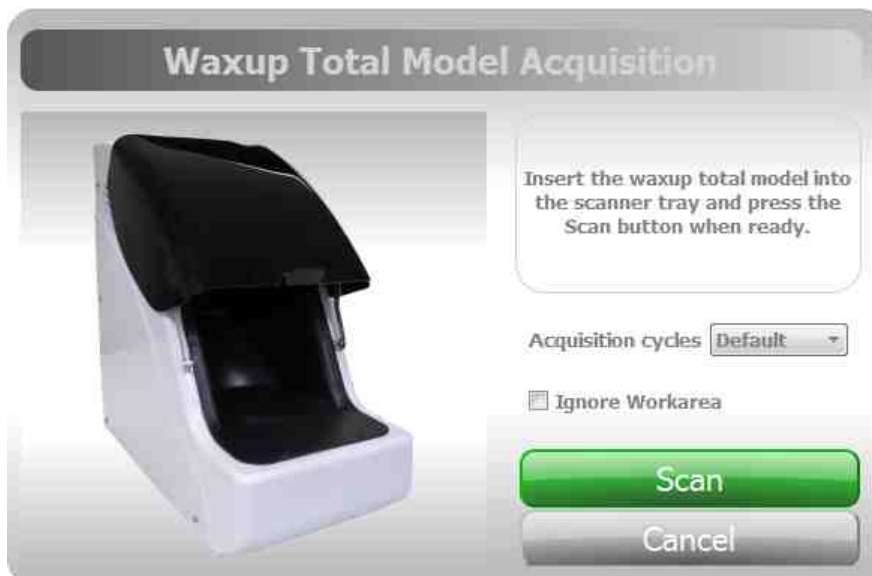 Waxup Total Model Acquisition
Insert the waxup total model into
the scanner tray and press the
Scan button when ready.
Acquisition cycles Default
Ignore Workarea
Scan
Cancel